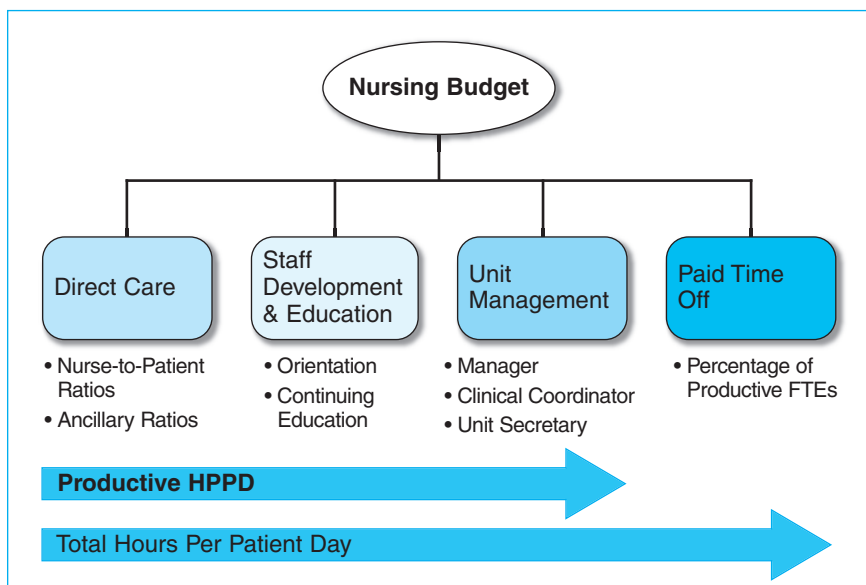 Nursing Budget
Direct Care
• Nurse-to-Patient
Ratios
• Ancillary Ratios
Staff
Development
& Education
• Orientation
• Continuing
Education
Unit
Management
• Manager
• Clinical Coordinator
• Unit Secretary
Paid Time
Off
• Percentage of
Productive FTEs
Productive HPPD
Total Hours Per Patient Day